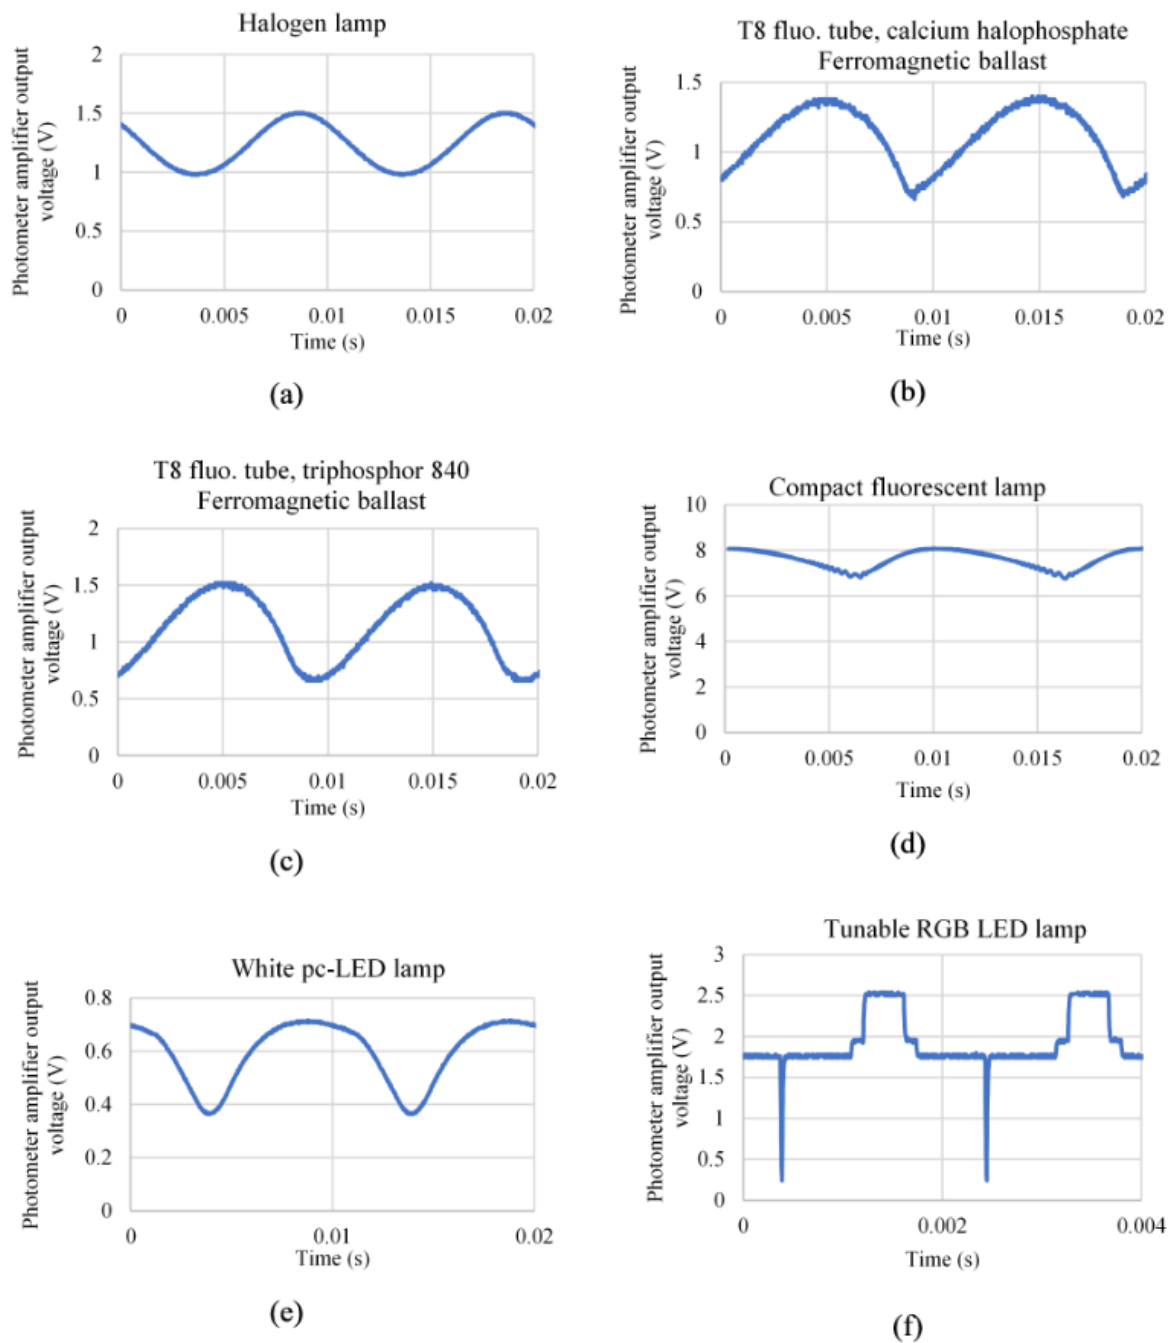 Halogen lamp
Photometer amplifier output
voltage (V)
2
1.5
1
0.5
0
0 0.005 0.01 0.015 0.02
Time (s)
(a)
T8 fluo. tube, calcium halophosphate
Ferromagnetic ballast
Photometer amplifier output
voltage (V)
1.5
1
0.5
0
0 0.005 0.01 0.015 0.02
Time (s)
(b)
T8 fluo. tube, triphosphor 840
Ferromagnetic ballast
Photometer amplifier output
voltage (V)
2
1.5
1
0.5
0
0 0.005 0.01 0.015 0.02
Time (s)
(c)
Compact fluorescent lamp
Photometer amplifier output
voltage (V)
10
8
6
4
2
0
0 0.005 0.01 0.015 0.02
Time (s)
(d)
White pc-LED lamp
Photometer amplifier output
voltage (V)
0.8
0.6
0.4
0.2
0
0 0.01 0.02
Time (s)
(e)
Tunable RGB LED lamp
Photometer amplifier output
voltage (V)
3
2.5
2
1.5
1
0.5
0
0 0.002 0.004
Time (s)
(f)